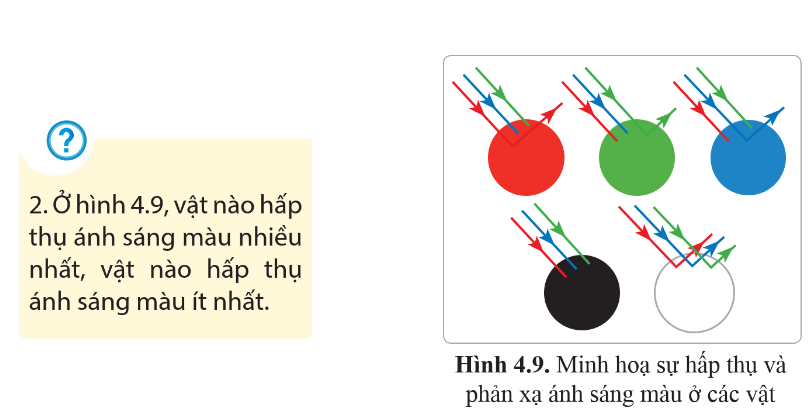 ?
2. Ở hình 4.9, vật nào hấp
thụ ánh sáng màu nhiều
nhất, vật nào hấp thụ
ánh sáng màu ít nhất.
Hình 4.9. Minh hoạ sự hấp thụ và
phản xạ ánh sáng màu ở các vật